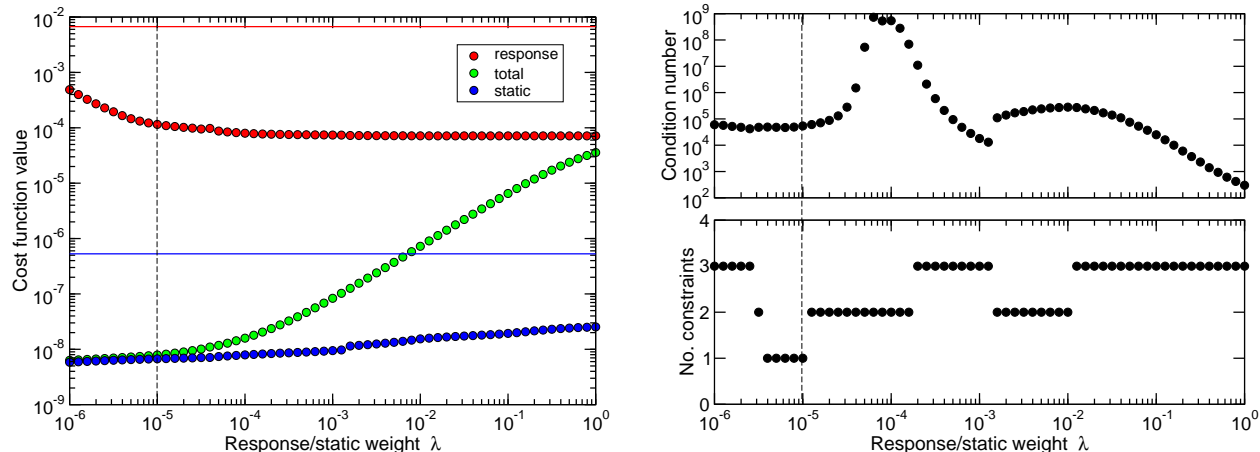 10^-2
10^-3
10^-4
10^-5
10^-6
10^-7
10^-8
10^-9
Cost function value
response
total
static
10^-6 10^-5 10^-4 10^-3 10^-2 10^-1 10^0
Response/static weight λ
10^9
10^8
10^7
10^6
10^5
10^4
10^3
10^2
Condition number
4
3
2
1
0
No. constraints
10^-6 10^-5 10^-4 10^-3 10^-2 10^-1 10^0
Response/static weight λ